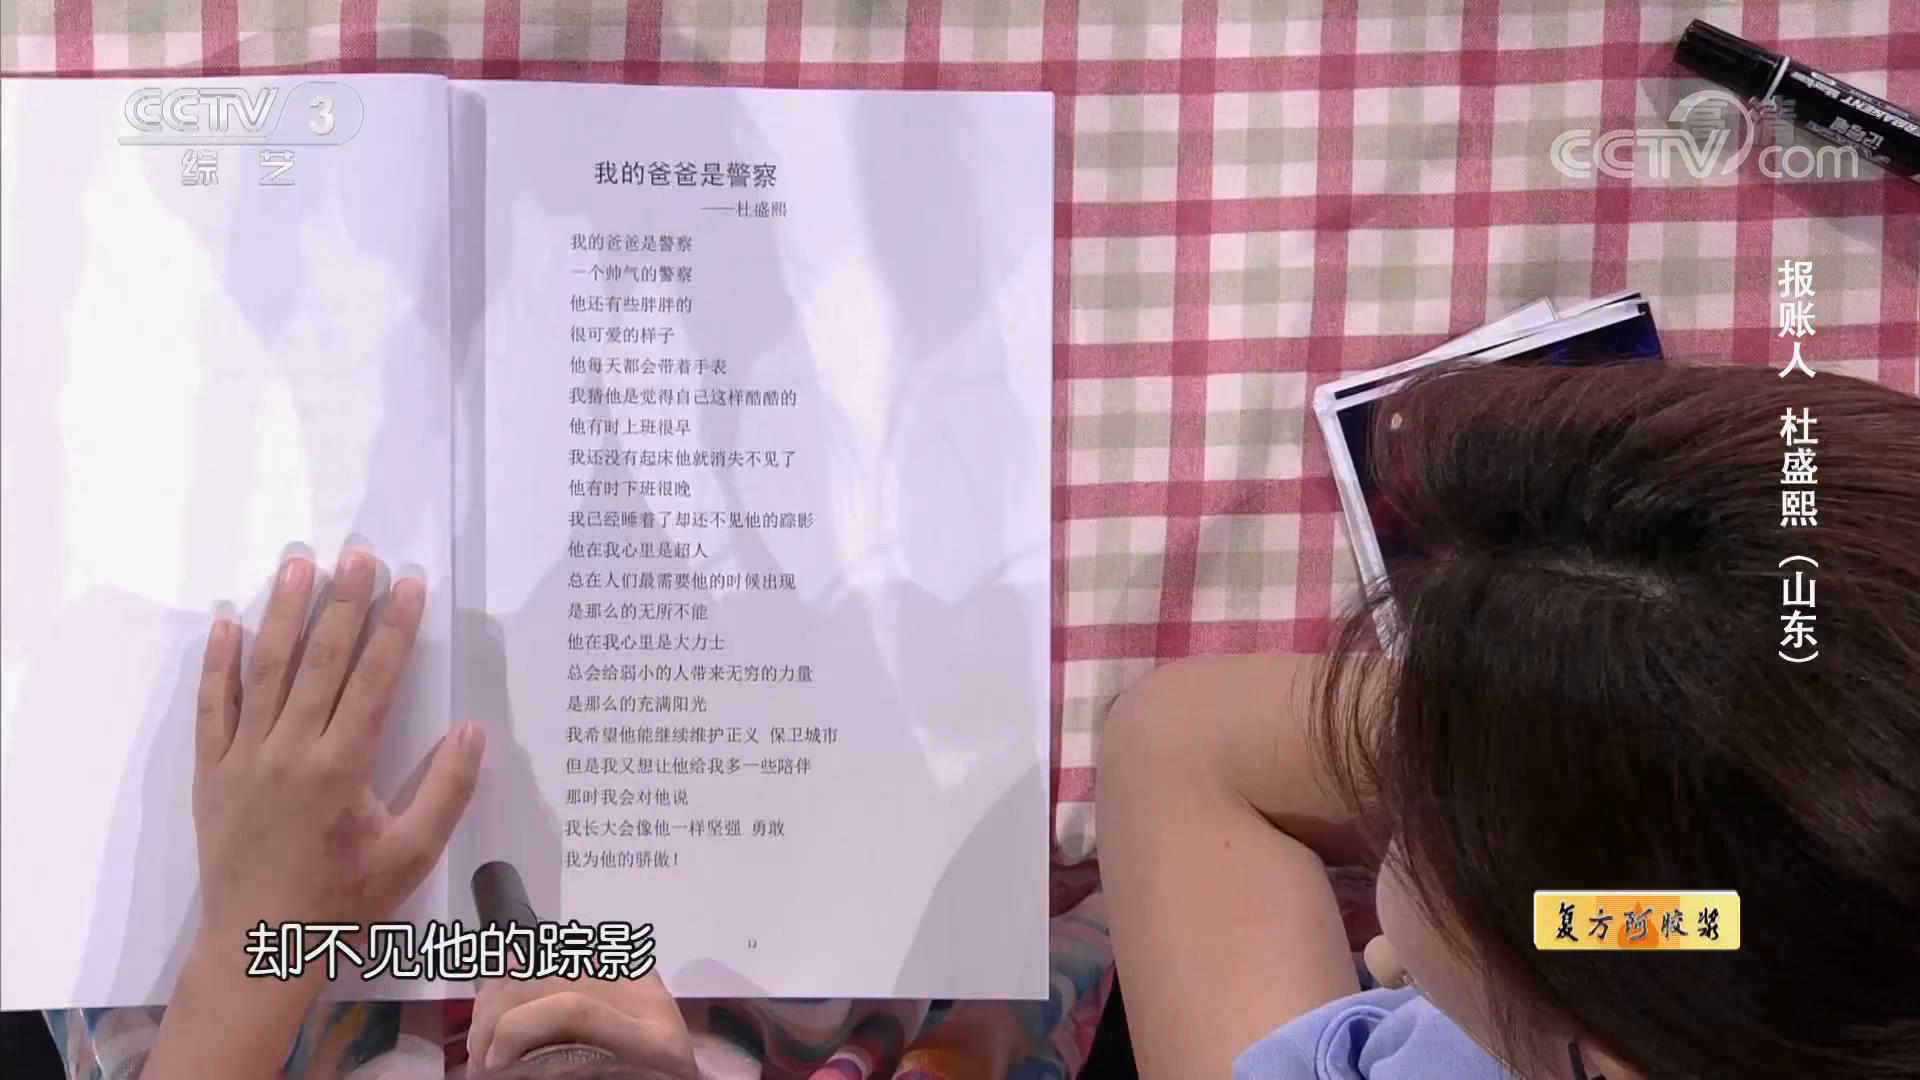 CCTV 3
综艺
高清
CCTV com
我的爸爸是警察
——杜盛熙
我的爸爸是警察
一个帅气的警察
他还有些胖胖的
很可爱的样子
他每天都会带着手表
我猜他是觉得自己这样酷酷的
他有时上班很早
我还没有起床他就消失不见了
他有时下班很晚
我已经睡着了却还不见他的踪影
他在我心里是超人
总在人们最需要他的时候出现
是那么的无所不能
他在我心里是大力士
总会给弱小的人带来无穷的力量
是那么的充满阳光
我希望他能继续维护正义 保卫城市
但是我又想让他给我多一些陪伴
那时我会对他说
我长大会像他一样坚强 勇敢
我为他的骄傲！
12
报账人 杜盛熙（山东）
复方阿胶浆
却不见他的踪影